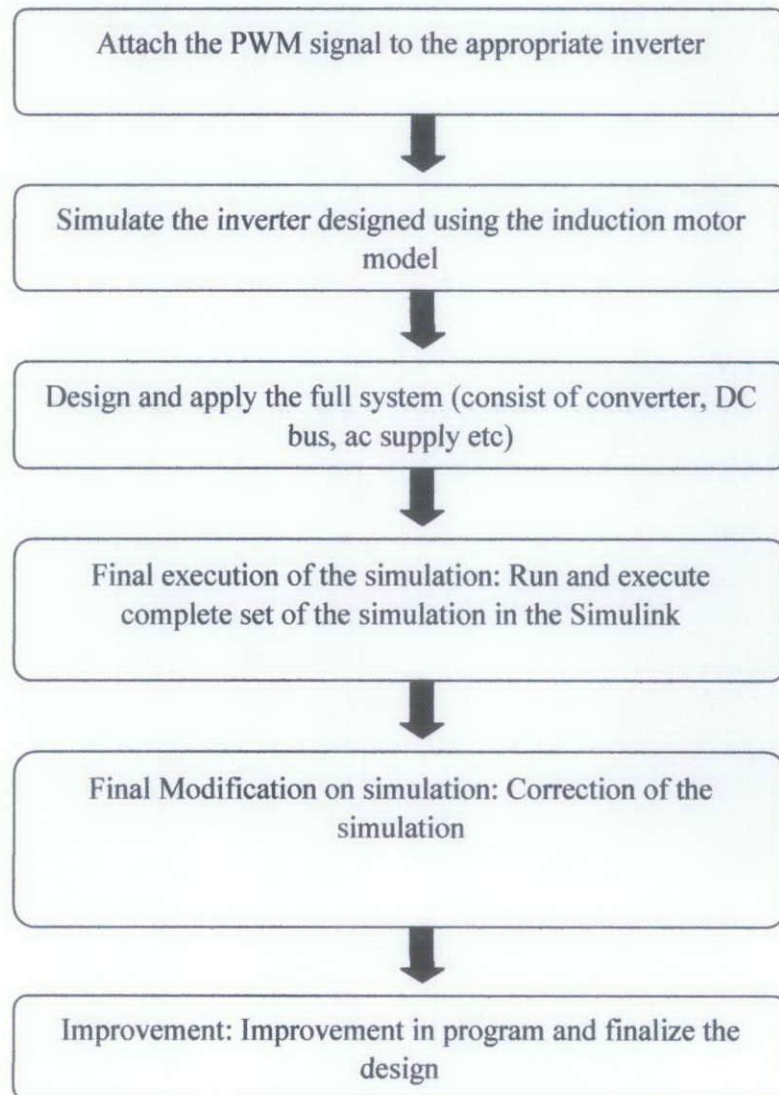 Attach the PWM signal to the appropriate inverter
Simulate the inverter designed using the induction motor
model
Design and apply the full system (consist of converter, DC
bus, ac supply etc)
Final execution of the simulation: Run and execute
complete set of the simulation in the Simulink
Final Modification on simulation: Correction of the
simulation
Improvement: Improvement in program and finalize the
design